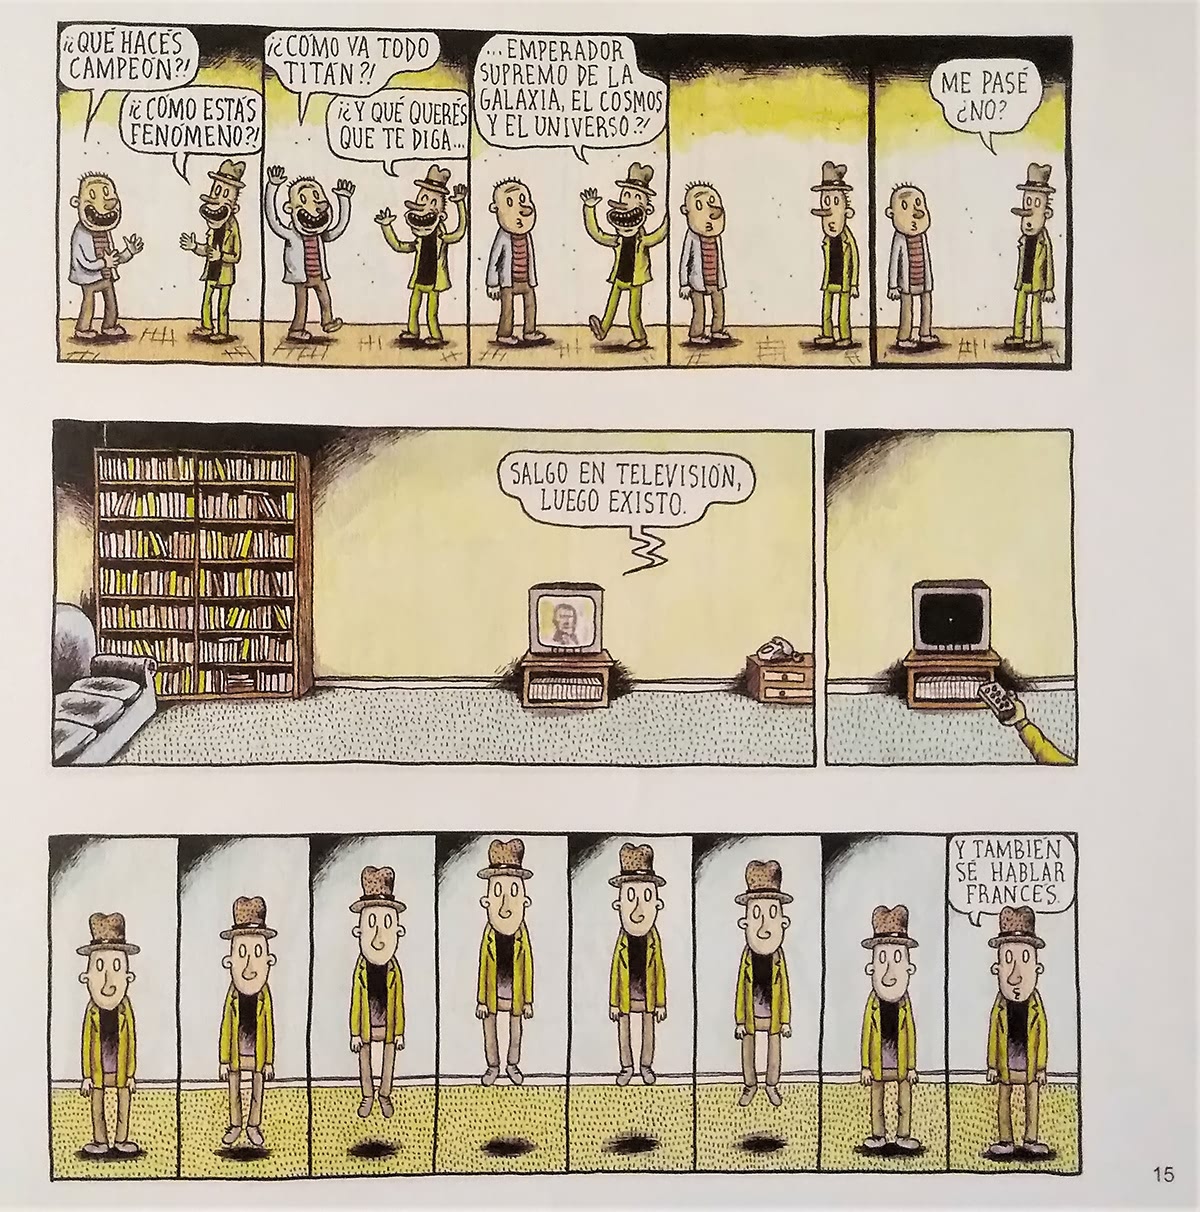 ¡¿QUÉ HACÉS
CAMPEÓN?!
¡¿CÓMO ESTÁS
FENÓMENO?!
¡¿CÓMO VA TODO
TITÁN?!
¡¿Y QUÉ QUERÉS
QUE TE DIGA...
...EMPERADOR
SUPREMO DE LA
GALAXIA, EL COSMOS
Y EL UNIVERSO?!
ME PASÉ
¿NO?
SALGO EN TELEVISIÓN,
LUEGO EXISTO.
Y TAMBIÉN
SÉ HABLAR
FRANCÉS.
15